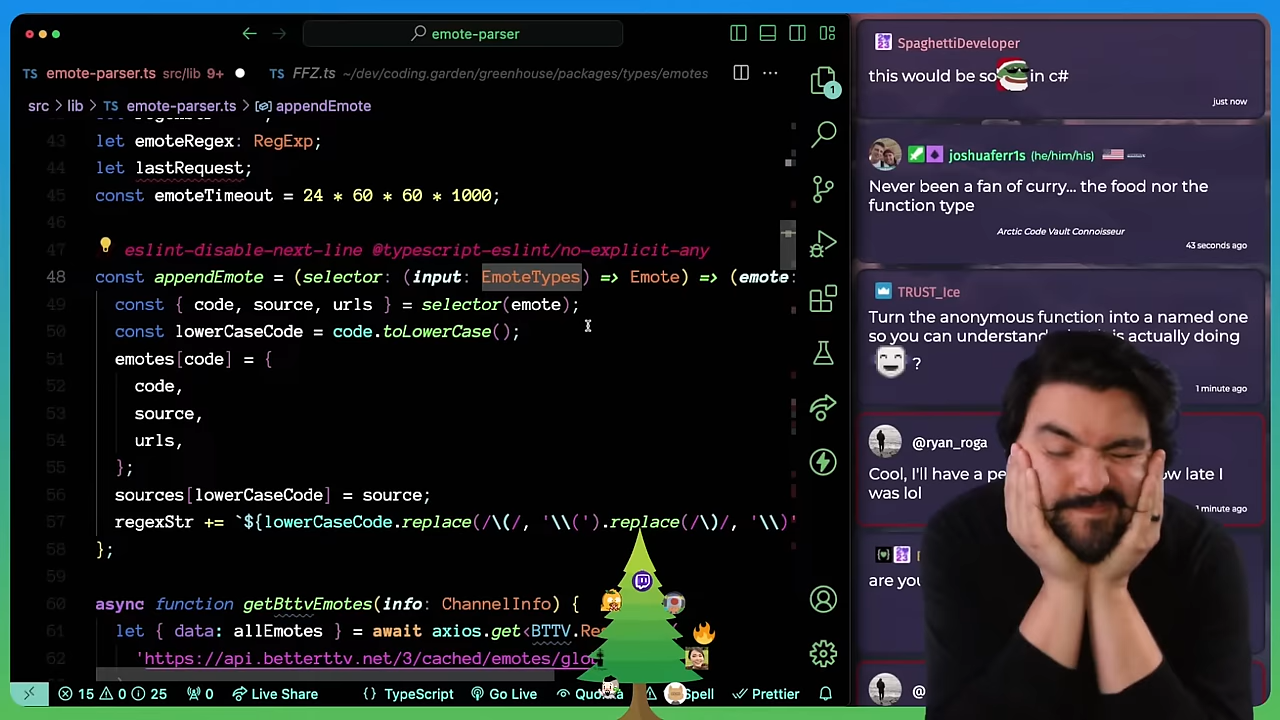 emote-parser
TS emote-parser.ts src/lib 9+
TS FFZ.ts ~/dev/coding.garden/greenhouse/packages/types/emotes
src > lib > TS emote-parser.ts > appendEmote
43 let emoteRegex: RegExp;
44 let lastRequest;
45 const emoteTimeout = 24 * 60 * 60 * 1000;
46
47 eslint-disable-next-line @typescript-eslint/no-explicit-any
48 const appendEmote = (selector: (input: EmoteTypes) => Emote) => (emote:
49 const { code, source, urls } = selector(emote);
50 const lowerCaseCode = code.toLowerCase();
51 emotes[code] = {
52 code,
53 source,
54 urls,
55 };
56 sources[lowerCaseCode] = source;
57 regexStr += `${lowerCaseCode.replace(/\(/, '\\(').replace(/\)/, '\\)'
58 };
59
60 async function getBttvEmotes(info: ChannelInfo) {
61 let { data: allEmotes } = await axios.get<BTTV.Re
62 'https://api.betterttv.net/3/cached/emotes/glo
1
15 0 25 0 Live Share {} TypeScript Go Live Spell Prettier
SpaghettiDeveloper
this would be so in c#
just now
joshuaferr1s (he/him/his)
Never been a fan of curry... the food nor the
function type
Arctic Code Vault Connoisseur
43 seconds ago
TRUST_Ice
Turn the anonymous function into a named one
so you can understand is actually doing
?
1 minute ago
@ryan_roga
Cool, I'll have a pe ow late I
was lol
minute ago
are you
@